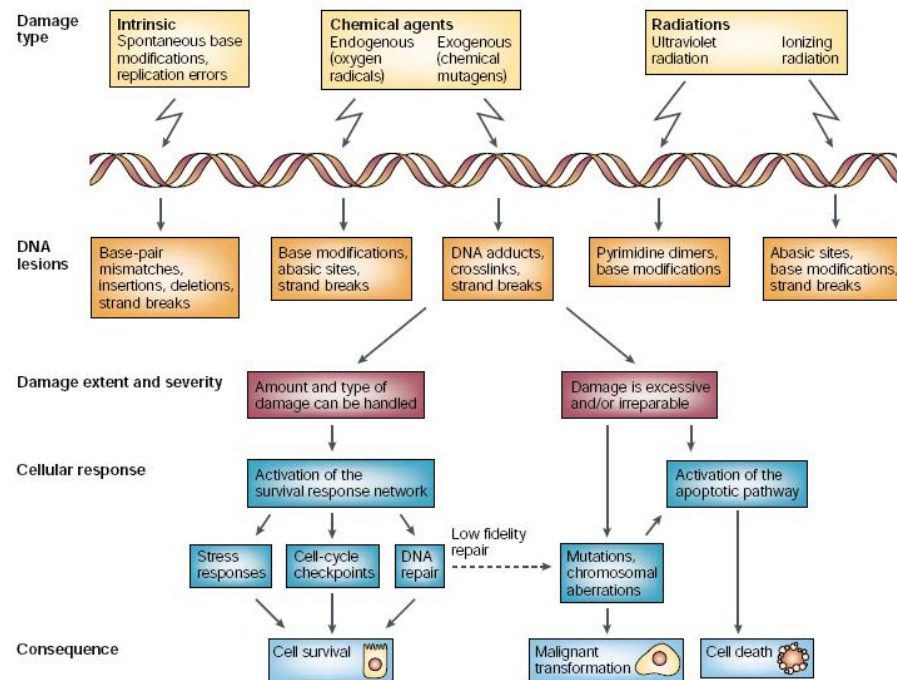 Damage
type
Intrinsic
Spontaneous base
modifications,
replication errors
Chemical agents
Endogenous
(oxygen
radicals)
Exogenous
(chemical
mutagens)
Radiations
Ultraviolet
radiation
Ionizing
radiation
DNA
lesions
Base-pair
mismatches,
insertions, deletions,
strand breaks
Base modifications,
abasic sites,
strand breaks
DNA adducts,
crosslinks,
strand breaks
Pyrimidine dimers,
base modifications
Abasic sites,
base modifications,
strand breaks
Damage extent and severity
Amount and type of
damage can be handled
Damage is excessive
and/or irreparable
Cellular response
Activation of the
survival response network
Activation of the
apoptotic pathway
Stress
responses
Cell-cycle
checkpoints
DNA
repair
Low fidelity
repair
Mutations,
chromosomal
aberrations
Consequence
Cell survival
Malignant
transformation
Cell death